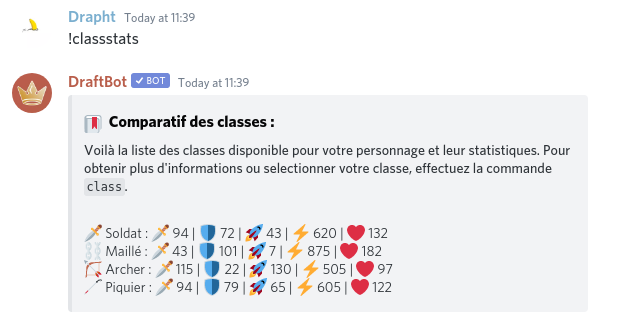 Drapht Today at 11:39
!classstats
DraftBot ✓ BOT Today at 11:39
Comparatif des classes :
Voilà la liste des classes disponible pour votre personnage et leur statistiques. Pour
obtenir plus d'informations ou selectionner votre classe, effectuez la commande
class.
🗡️ Soldat : 🗡️ 94 | 🛡️ 72 | 🚀 43 | ⚡ 620 | ❤️ 132
⛓️ Maillé : 🗡️ 43 | 🛡️ 101 | 🚀 7 | ⚡ 875 | ❤️ 182
🏹 Archer : 🗡️ 115 | 🛡️ 22 | 🚀 130 | ⚡ 505 | ❤️ 97
🦯 Piquier : 🗡️ 94 | 🛡️ 79 | 🚀 65 | ⚡ 605 | ❤️ 122